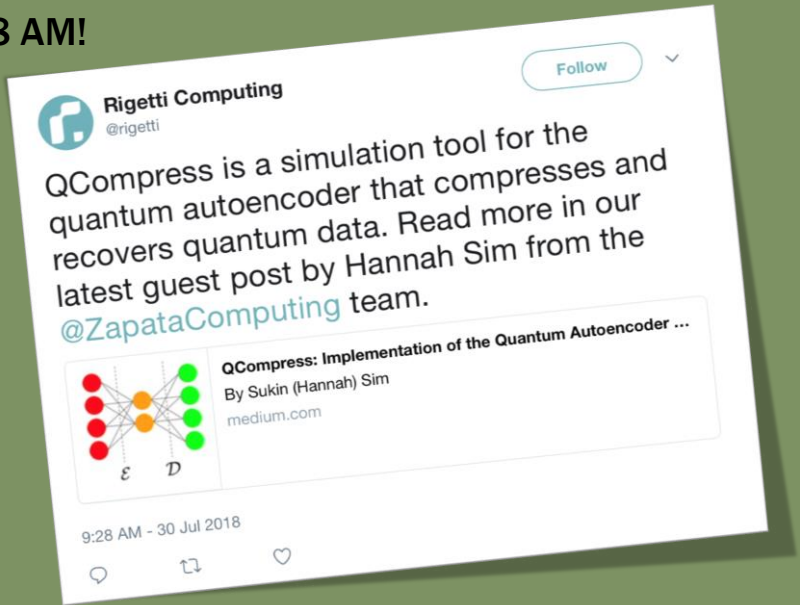 8 AM!
Rigetti Computing
@rigetti
Follow
QCompress is a simulation tool for the
quantum autoencoder that compresses and
recovers quantum data. Read more in our
latest guest post by Hannah Sim from the
@ZapataComputing team.
QCompress: Implementation of the Quantum Autoencoder ...
By Sukin (Hannah) Sim
medium.com
ℰ 𝒟
9:28 AM - 30 Jul 2018